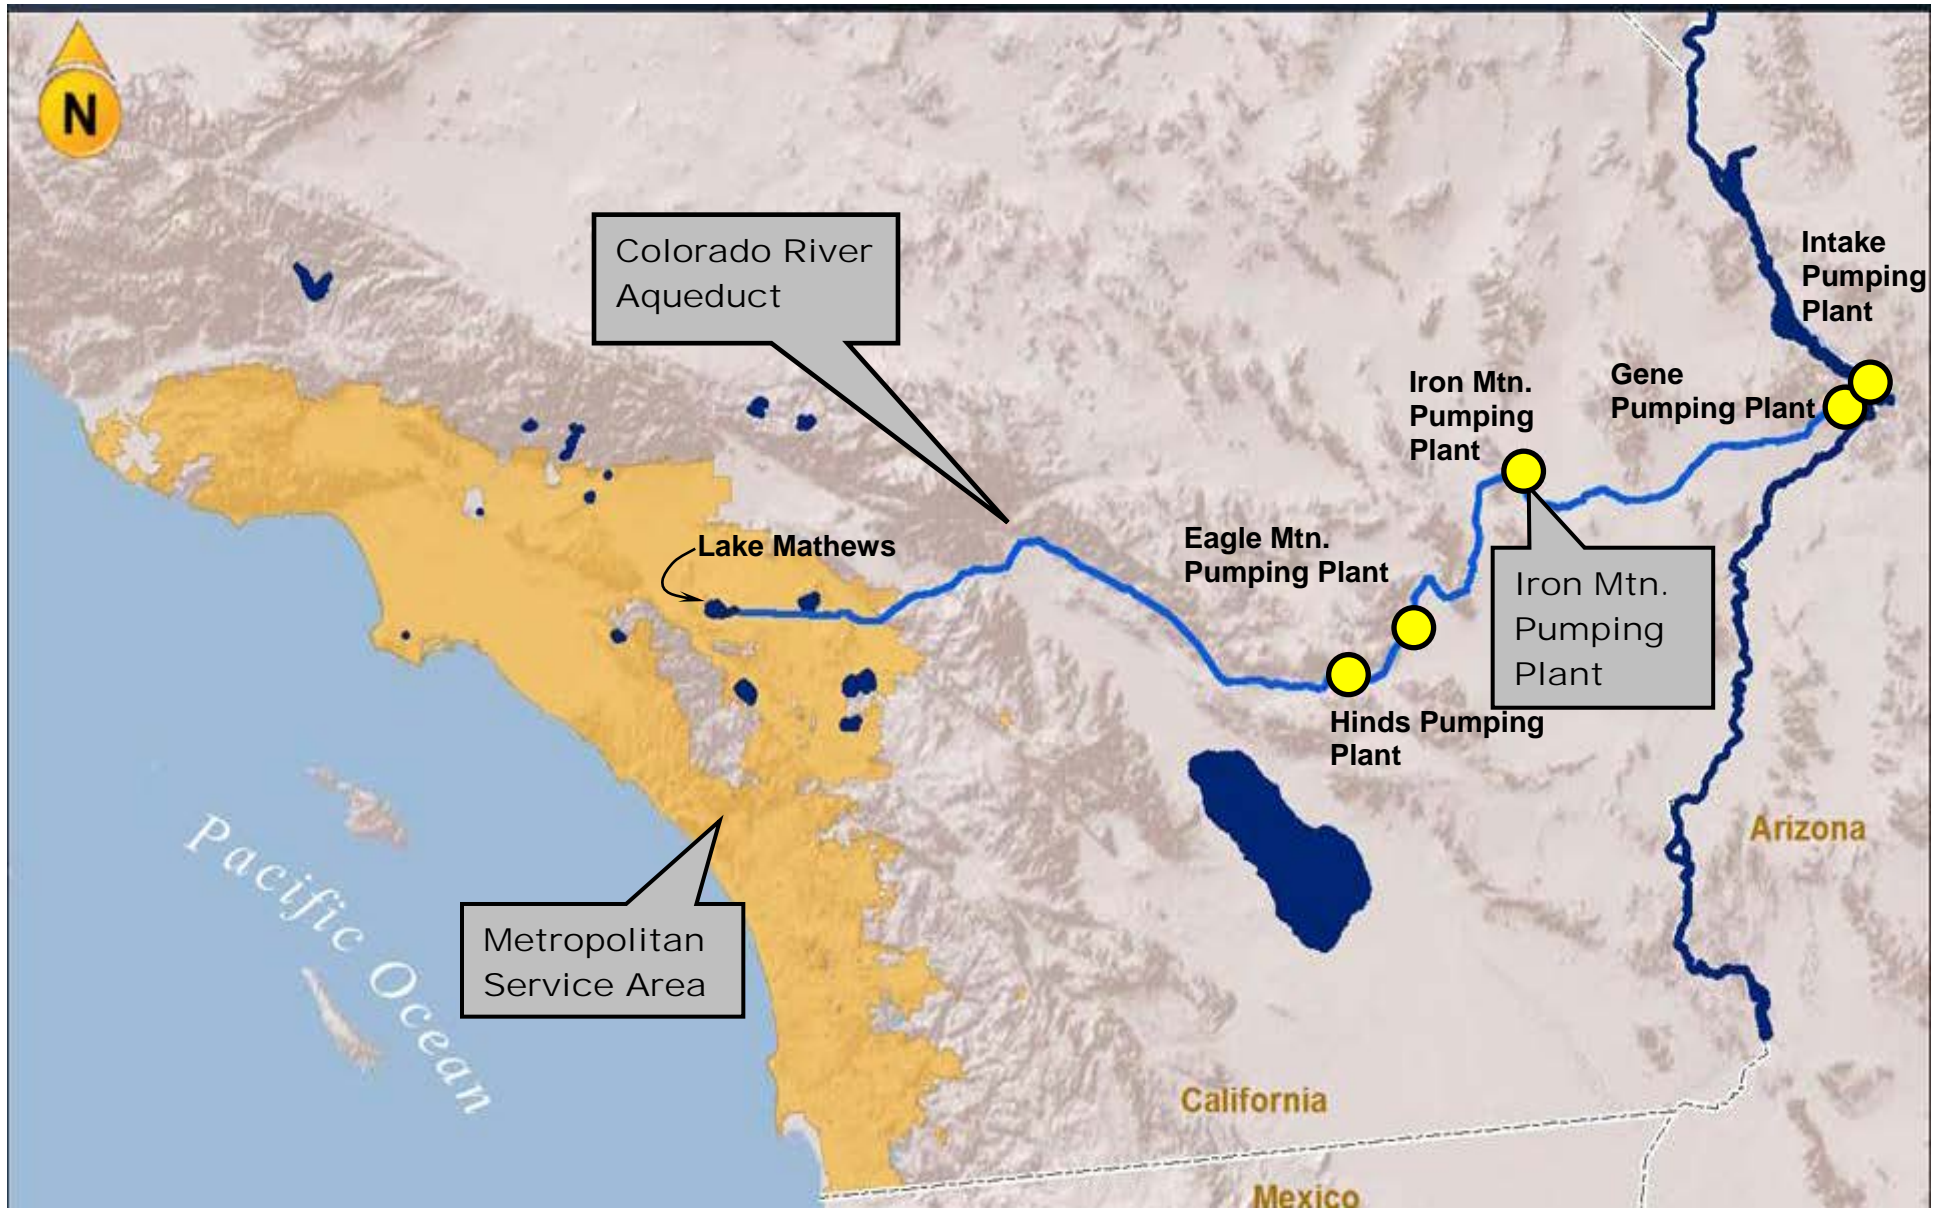 N
Colorado River
Aqueduct
Intake
Pumping
Plant
Iron Mtn.
Pumping
Plant
Gene
Pumping Plant
Lake Mathews
Eagle Mtn.
Pumping Plant
Iron Mtn.
Pumping
Plant
Hinds Pumping
Plant
Arizona
Pacific Ocean
Metropolitan
Service Area
California
Mexico